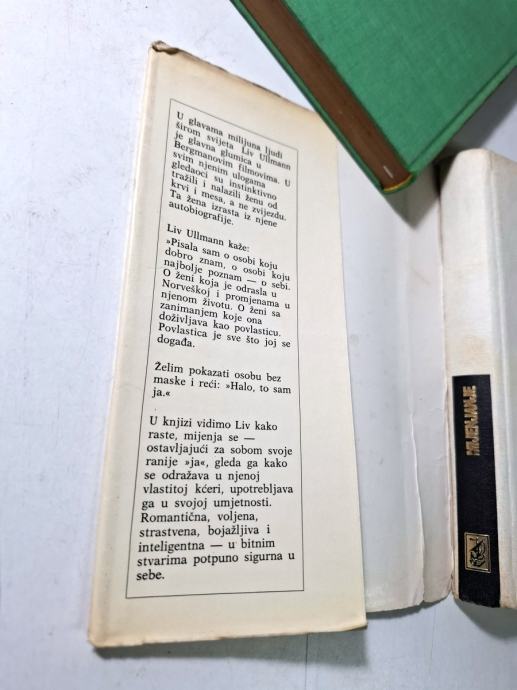 U glavama milijuna ljudi
širom svijeta Liv Ullmann
je glavna glumica u
Bergmanovim filmovima. U
svim njenim ulogama
gledaoci su instinktivno
tražili i nalazili ženu od
krvi i mesa, a ne zvijezdu.
Ta žena izrasta iz njene
autobiografije.
Liv Ullmann kaže:
»Pisala sam o osobi koju
dobro znam, o osobi koju
najbolje poznam — o sebi.
O ženi koja je odrasla u
Norveškoj i promjenama u
njenom životu. O ženi sa
zanimanjem koje ona
doživljava kao povlasticu.
Povlastica je sve što joj se
događa.
Želim pokazati osobu bez
maske i reći: »Halo, to sam
ja.«
U knjizi vidimo Liv kako
raste, mijenja se —
ostavljajući za sobom svoje
ranije »ja«, gleda ga kako
se odražava u njenoj
vlastitoj kćeri, upotrebljava
ga u svojoj umjetnosti.
Romantična, voljena,
strastvena, bojažljiva i
inteligentna — u bitnim
stvarima potpuno sigurna u
sebe.
MIJENJANJE